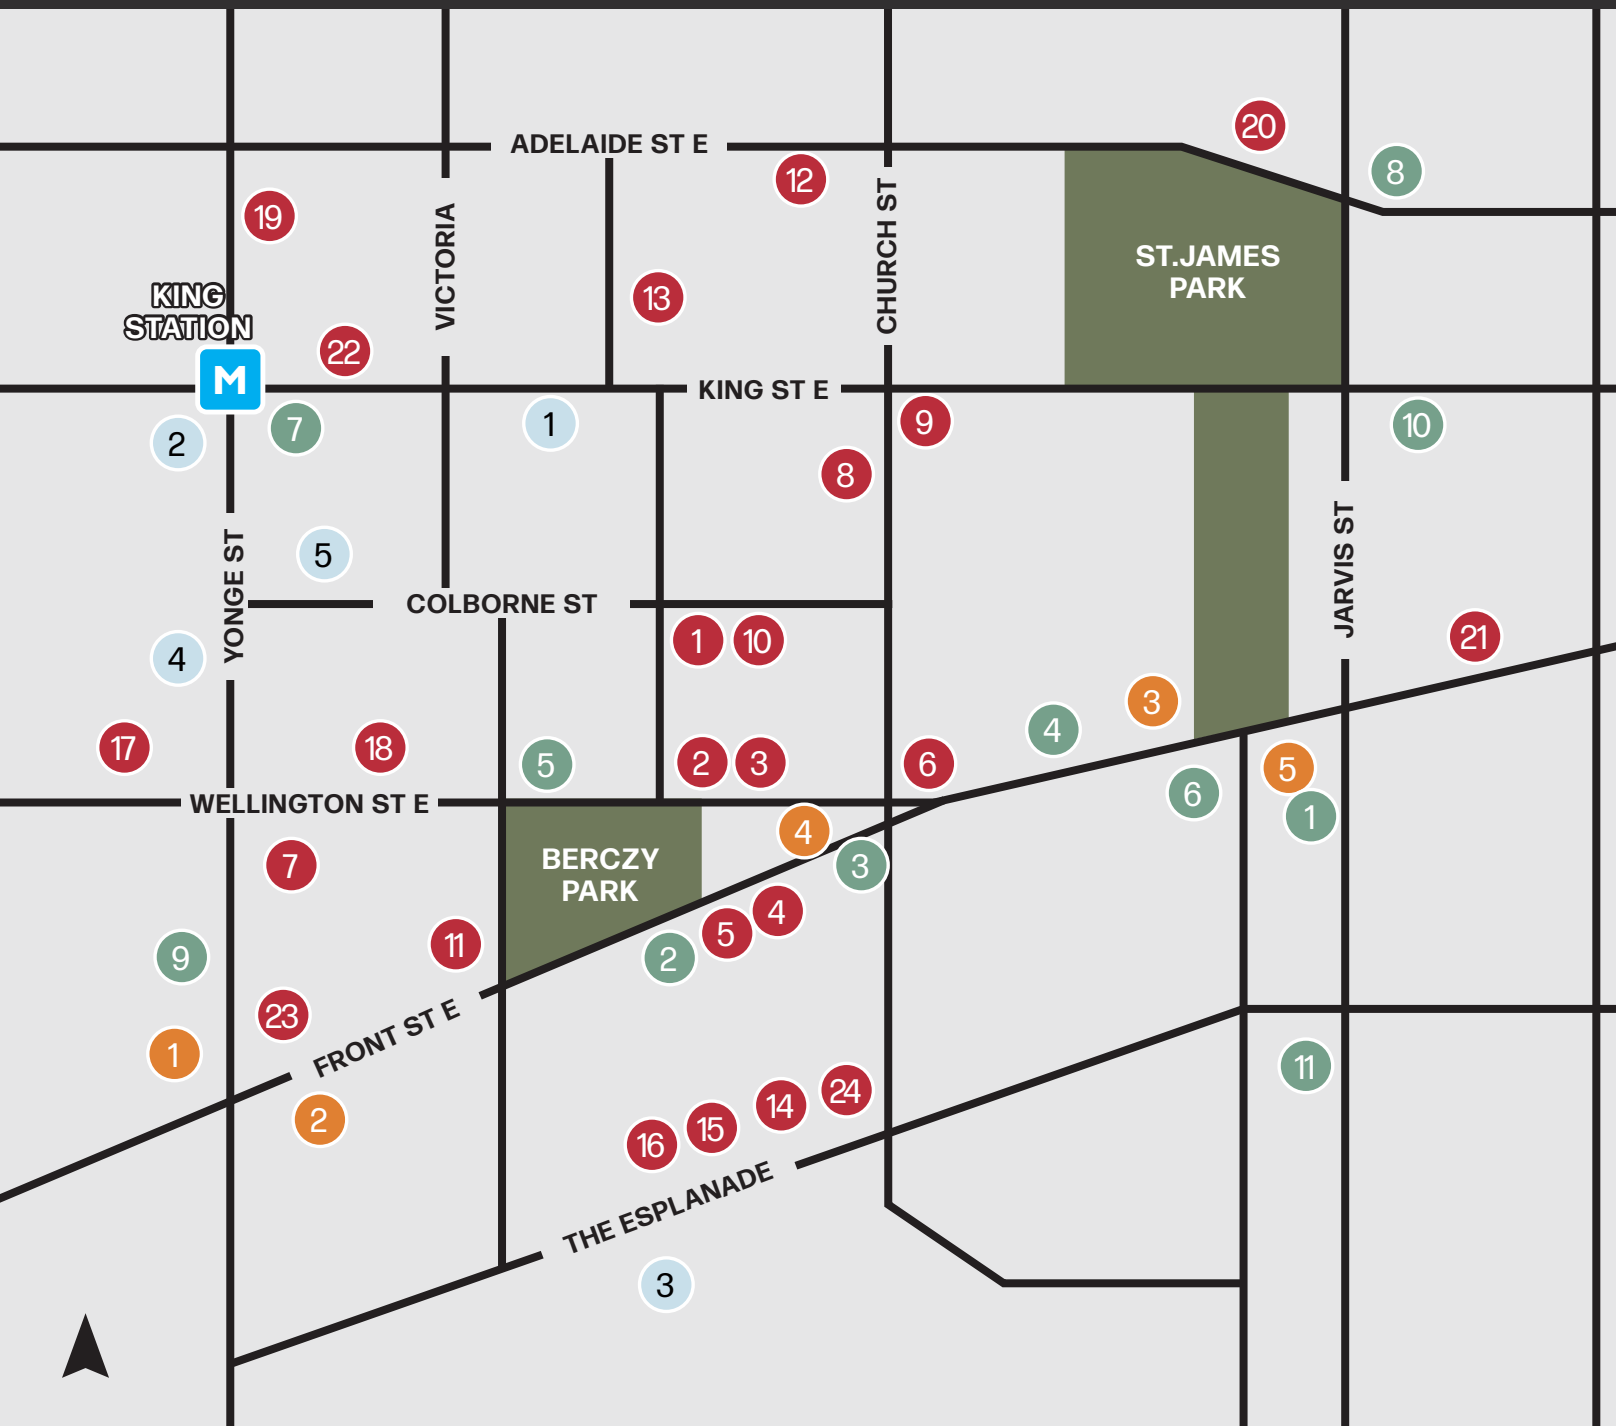 20
ADELAIDE ST E
8
12
19
VICTORIA
CHURCH ST
ST.JAMES
PARK
KING
STATION
13
22
M
KING ST E
2
7
1
9
10
8
5
YONGE ST
JARVIS ST
COLBORNE ST
4
1
10
21
3
4
17
18
5
2
3
6
5
6
1
WELLINGTON ST E
4
7
BERCZY
PARK
3
4
5
11
9
2
23
FRONT ST E
1
2
11
24
14
15
16
THE ESPLANADE
3